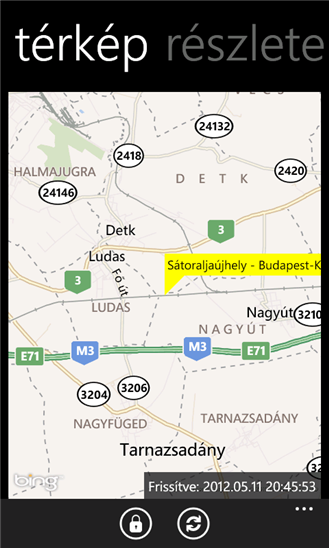 térkép részlete
VÉCS
24132
2418
HALMAJUGRA
DETK
2420
24146
Detk
3
Ludas
Sátoraljaújhely - Budapest-K
3
Fő út
LUDAS
Nagyút
3210
NAGYÚT
E71
M3
M3
E71
3204
3206
NAGYFÜGED
TARNAZSADÁNY
Tarnazsadány
bing
Frissítve: 2012.05.11 20:45:53